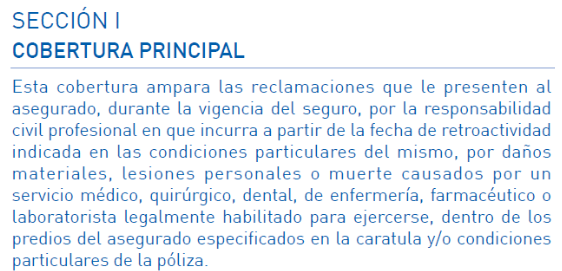 SECCIÓN I
COBERTURA PRINCIPAL
Esta cobertura ampara las reclamaciones que le presenten al
asegurado, durante la vigencia del seguro, por la responsabilidad
civil profesional en que incurra a partir de la fecha de retroactividad
indicada en las condiciones particulares del mismo, por daños
materiales, lesiones personales o muerte causados por un
servicio médico, quirúrgico, dental, de enfermería, farmacéutico o
laboratorista legalmente habilitado para ejercerse, dentro de los
predios del asegurado especificados en la caratula y/o condiciones
particulares de la póliza.